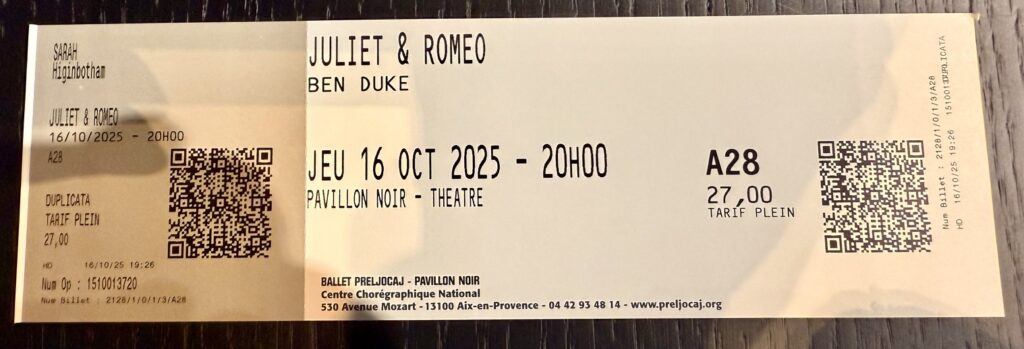 SARAH
Higinbotham
JULIET & ROMEO
16/10/2025 - 20H00
A28
DUPLICATA
TARIF PLEIN
27,00
HD 16/10/25 19:26
Num Op : 1510013720
Num Billet : 2128/1/0/1/3/A28
JULIET & ROMEO
BEN DUKE
JEU 16 OCT 2025 - 20H00
PAVILLON NOIR - THEATRE
A28
27,00
TARIF PLEIN
BALLET PRELJOCAJ - PAVILLON NOIR
Centre Chorégraphique National
530 Avenue Mozart - 13100 Aix-en-Provence - 04 42 93 48 14 - www.preljocaj.org
Num Billet : 2128/1/0/1/3/A28
HD 16/10/25 19:26